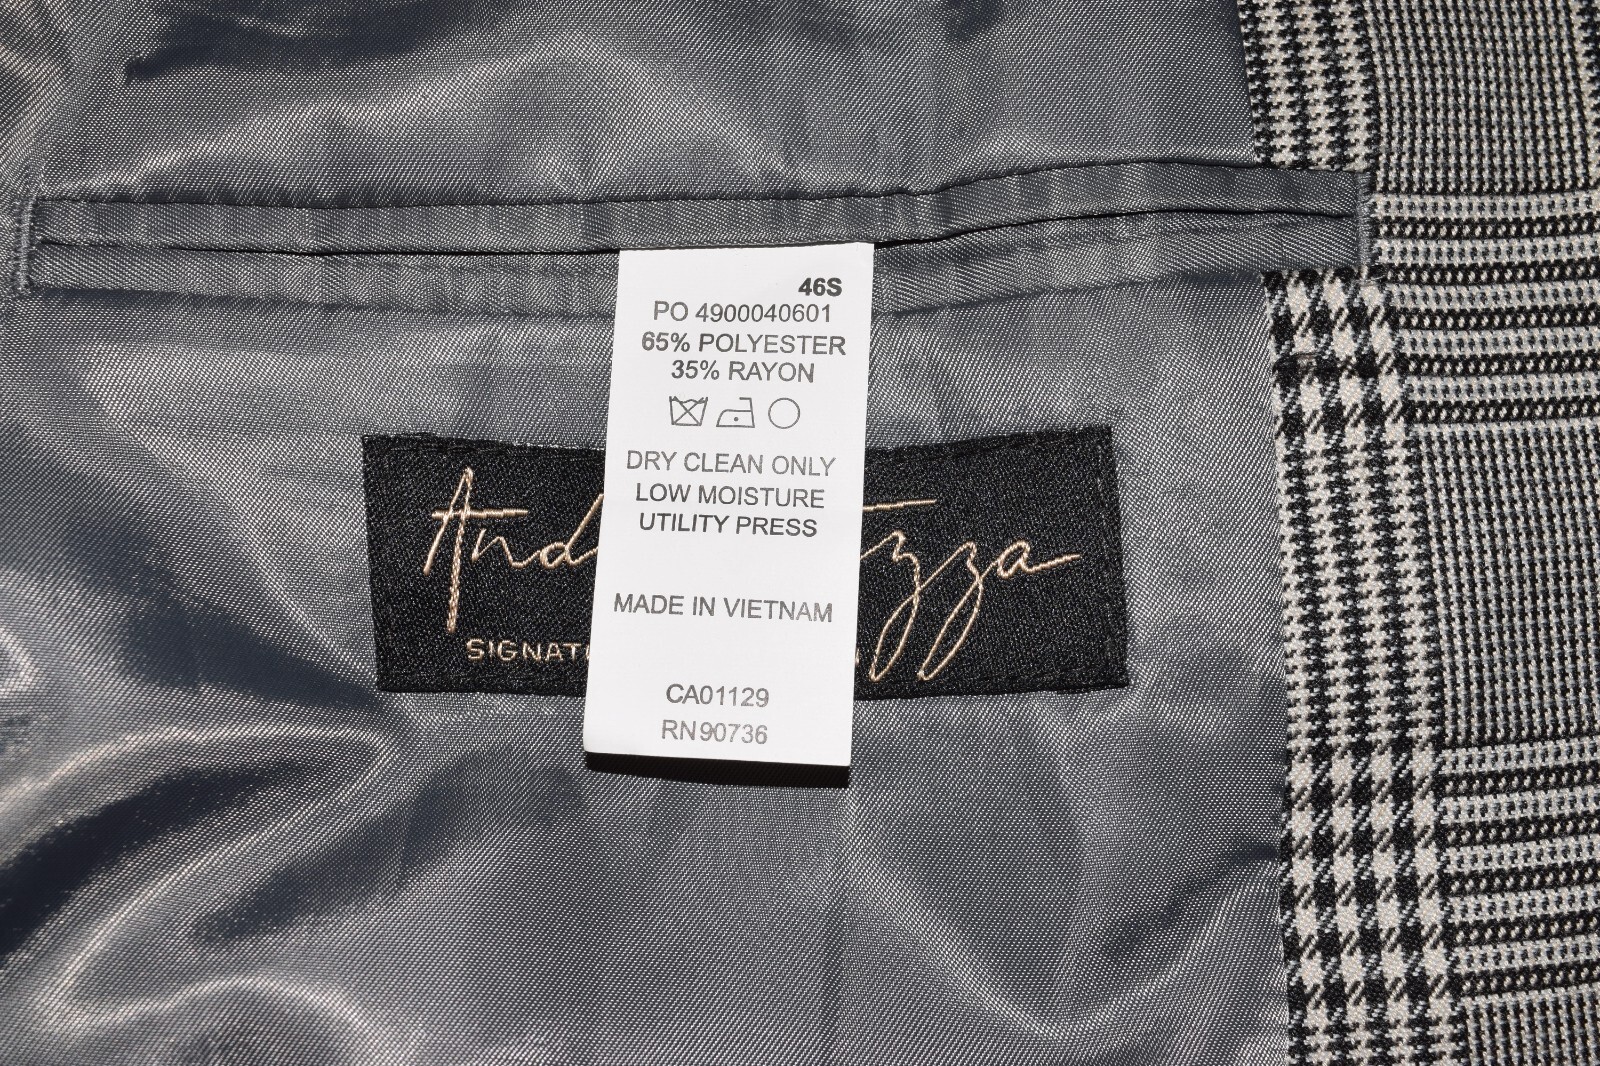 46S
PO 4900040601
65% POLYESTER
35% RAYON
DRY CLEAN ONLY
LOW MOISTURE
UTILITY PRESS
MADE IN VIETNAM
CA01129
RN90736